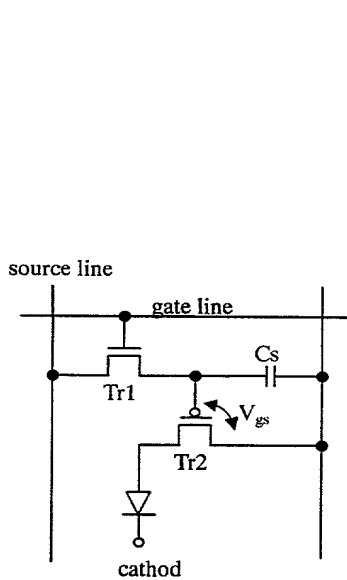 source line
gate line
Cs
Tr1
Vgs
Tr2
cathod